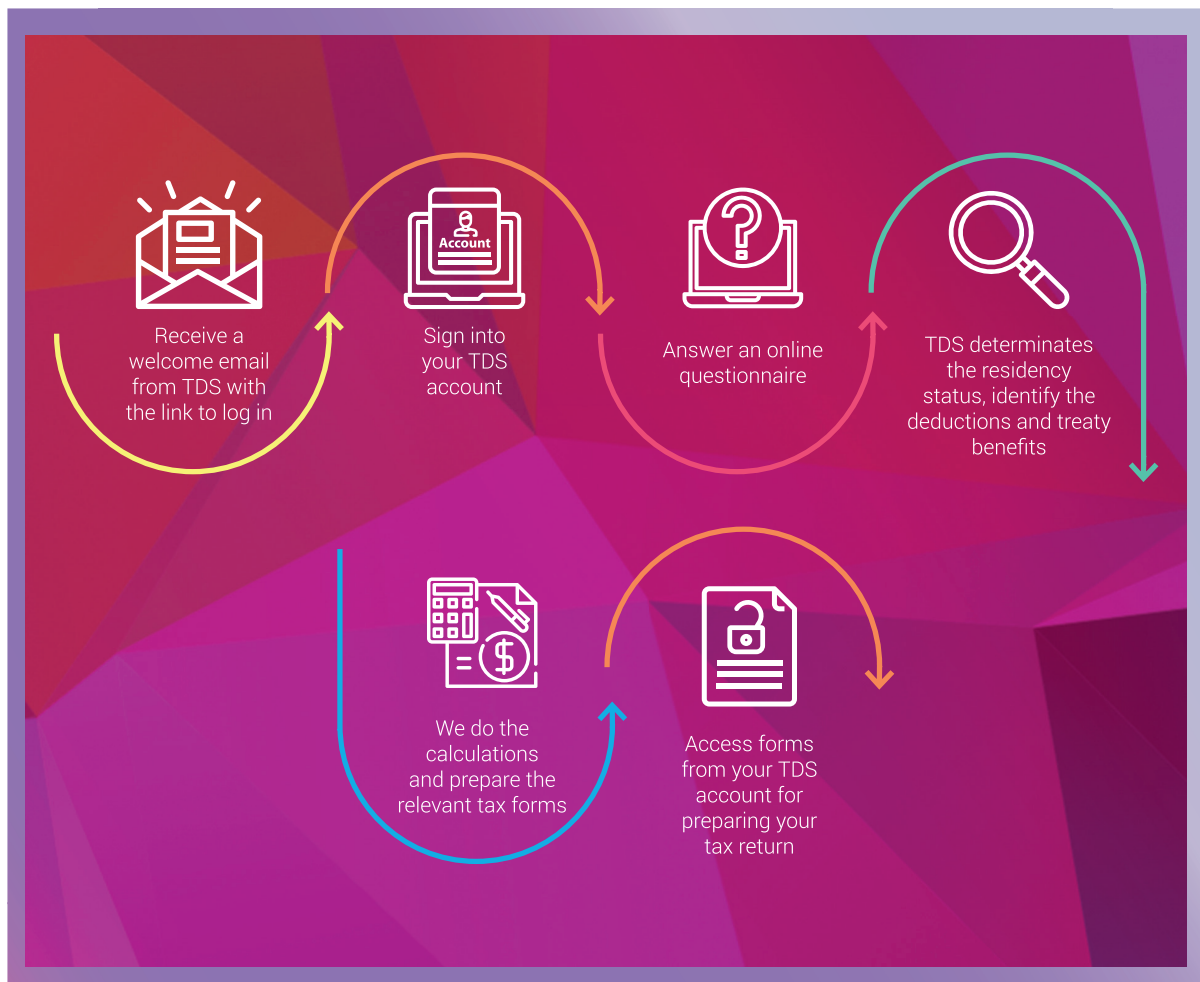 Receive a
welcome email
from TDS with
the link to log in
Account
Sign into
your TDS
account
Answer an online
questionnaire
TDS determinates
the residency
status, identify the
deductions and treaty
benefits
We do the
calculations
and prepare the
relevant tax forms
Access forms
from your TDS
account for
preparing your
tax return